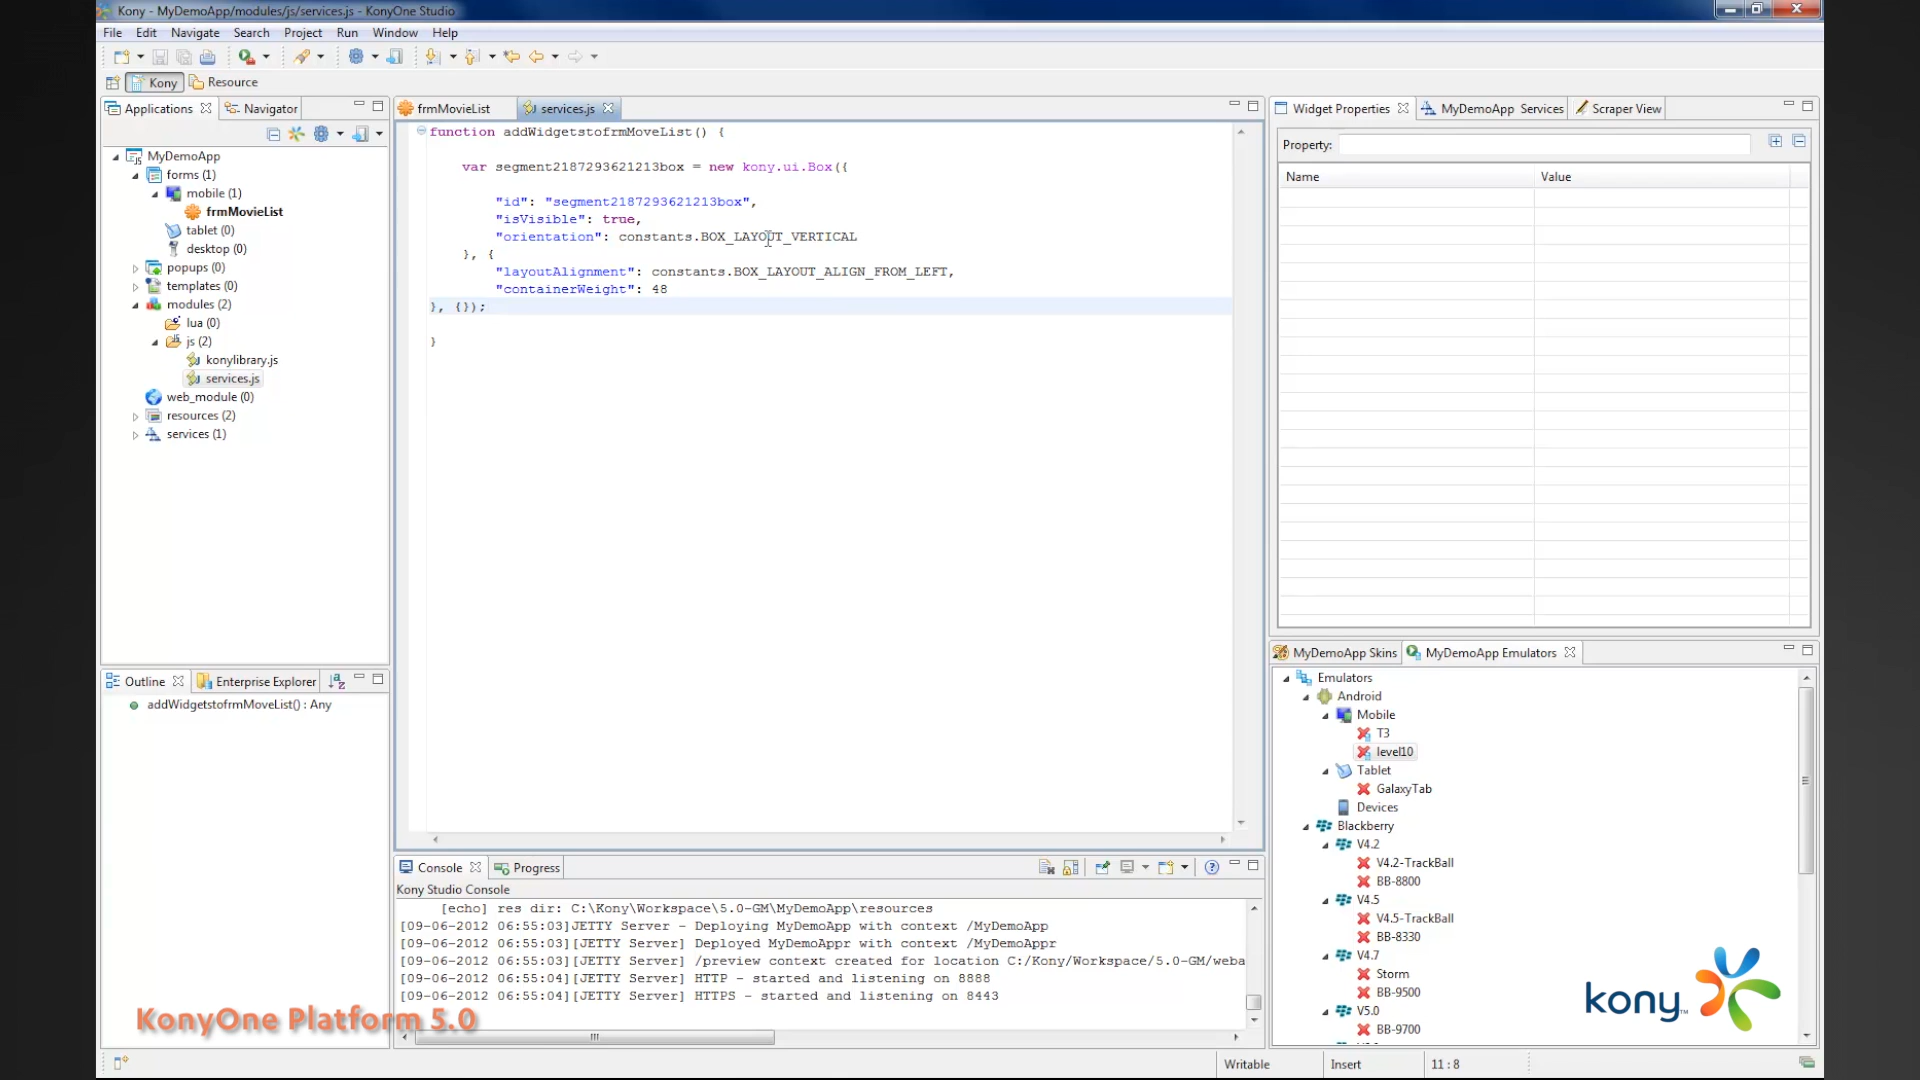 Kony - MyDemoApp/modules/js/services.js - KonyOne Studio
File Edit Navigate Search Project Run Window Help
Kony Resource
Applications Navigator
MyDemoApp
forms (1)
mobile (1)
frmMovieList
tablet (0)
desktop (0)
popups (0)
templates (0)
modules (2)
lua (0)
js (2)
konylibrary.js
services.js
web_module (0)
resources (2)
services (1)
Outline Enterprise Explorer
addWidgetstofrmMoveList() : Any
frmMovieList services.js
function addWidgetstofrmMoveList() {
var segment2187293621213box = new kony.ui.Box({
"id": "segment2187293621213box",
"isVisible": true,
"orientation": constants.BOX_LAYOUT_VERTICAL
}, {
"layoutAlignment": constants.BOX_LAYOUT_ALIGN_FROM_LEFT,
"containerWeight": 48
}, {});
}
Console Progress
Kony Studio Console
[echo] res dir: C:\Kony\Workspace\5.0-GM\MyDemoApp\resources
[09-06-2012 06:55:03]JETTY Server - Deploying MyDemoApp with context /MyDemoApp
[09-06-2012 06:55:03][JETTY Server] Deployed MyDemoAppr with context /MyDemoAppr
[09-06-2012 06:55:03][JETTY Server] /preview context created for location C:/Kony/Workspace/5.0-GM/weba
[09-06-2012 06:55:04][JETTY Server] HTTP - started and listening on 8888
[09-06-2012 06:55:04][JETTY Server] HTTPS - started and listening on 8443
Widget Properties MyDemoApp Services Scraper View
Property:
Name Value
MyDemoApp Skins MyDemoApp Emulators
Emulators
Android
Mobile
T3
level10
Tablet
GalaxyTab
Devices
Blackberry
V4.2
V4.2-TrackBall
BB-8800
V4.5
V4.5-TrackBall
BB-8330
V4.7
Storm
BB-9500
V5.0
BB-9700
kony™
KonyOne Platform 5.0
Writable Insert 11 : 8